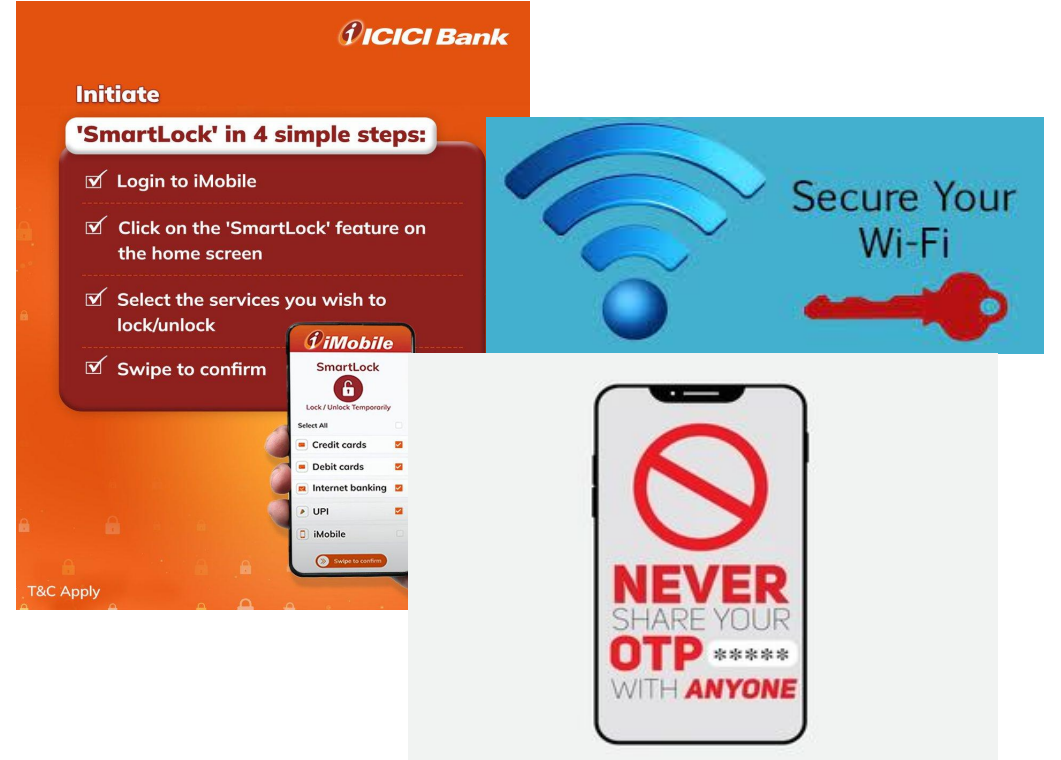 ICICI Bank
Initiate
'SmartLock' in 4 simple steps:
Login to iMobile
Click on the 'SmartLock' feature on
the home screen
Select the services you wish to
lock/unlock
Swipe to confirm
iMobile
SmartLock
Lock / Unlock Temporarily
Select All
Credit cards
Debit cards
Internet banking
UPI
iMobile
Swipe to confirm
T&C Apply
Secure Your
Wi-Fi
NEVER
SHARE YOUR
OTP *****
WITH ANYONE